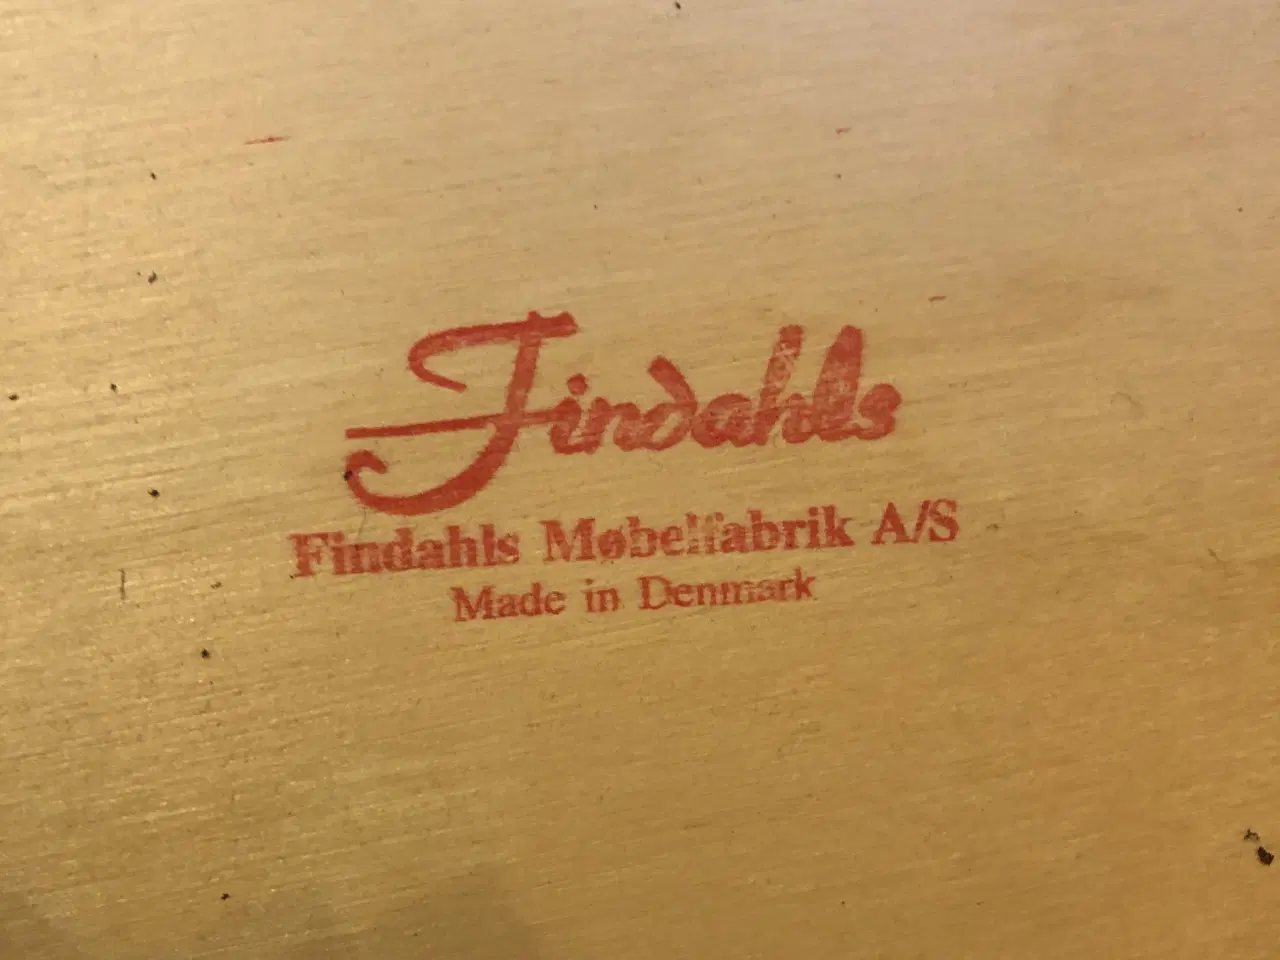 Findahls
Findahls Møbelfabrik A/S
Made in Denmark